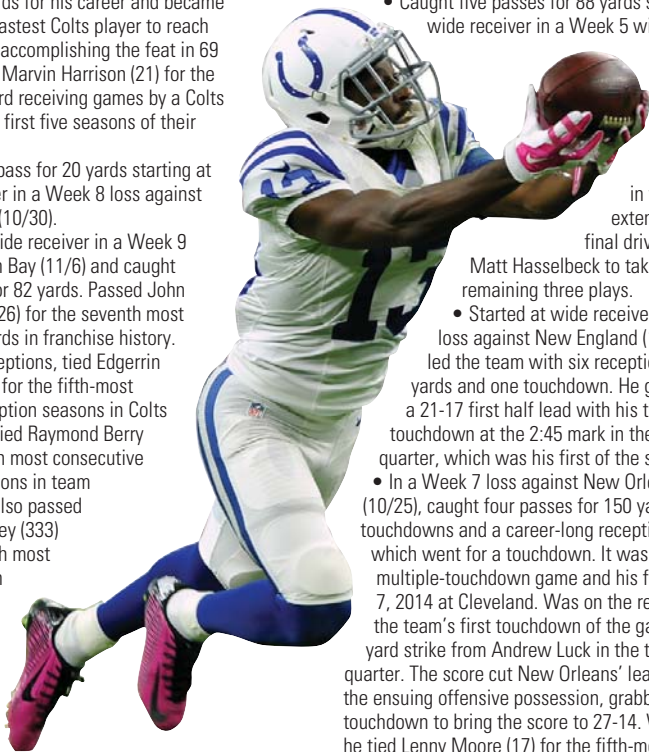 ds for his career and became
astest Colts player to reach
accomplishing the feat in 69
Marvin Harrison (21) for the
rd receiving games by a Colts
first five seasons of their
pass for 20 yards starting at
er in a Week 8 loss against
(10/30).
ide receiver in a Week 9
n Bay (11/6) and caught
or 82 yards. Passed John
26) for the seventh most
rds in franchise history.
eptions, tied Edgerrin
for the fifth-most
ption seasons in Colts
ied Raymond Berry
h most consecutive
ons in team
also passed
ey (333)
h most
13
13
• Caught five passes for 88 yards s
wide receiver in a Week 5 wi
in
exten
final driv
Matt Hasselbeck to tak
remaining three plays.
• Started at wide receive
loss against New England (
led the team with six receptio
yards and one touchdown. He g
a 21-17 first half lead with his t
touchdown at the 2:45 mark in the
quarter, which was his first of the s
• In a Week 7 loss against New Orle
(10/25), caught four passes for 150 ya
touchdowns and a career-long recepti
which went for a touchdown. It was
multiple-touchdown game and his f
7, 2014 at Cleveland. Was on the re
the team's first touchdown of the ga
yard strike from Andrew Luck in the t
quarter. The score cut New Orleans' lea
the ensuing offensive possession, grabb
touchdown to bring the score to 27-14. W
he tied Lenny Moore (17) for the fifth-mo